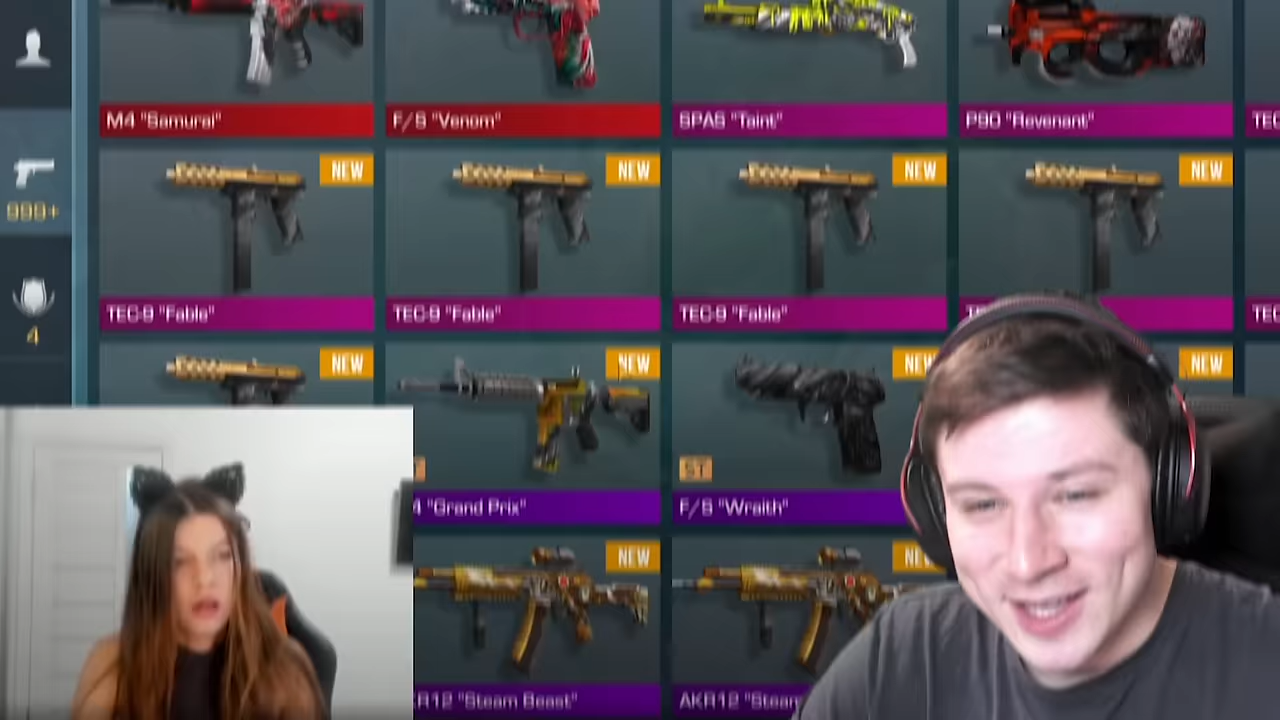 M4 "Samurai"
F/S "Venom"
SPAS "Taint"
P90 "Revenant"
TEC
NEW
NEW
NEW
NEW
999+
TEC-9 "Fable"
TEC-9 "Fable"
TEC-9 "Fable"
TEC
4
NEW
NEW
NEW
NEW
ST
4 "Grand Prix"
F/S "Wraith"
NEW
NEW
KR12 "Steam Beast"
AKR12 "Steam